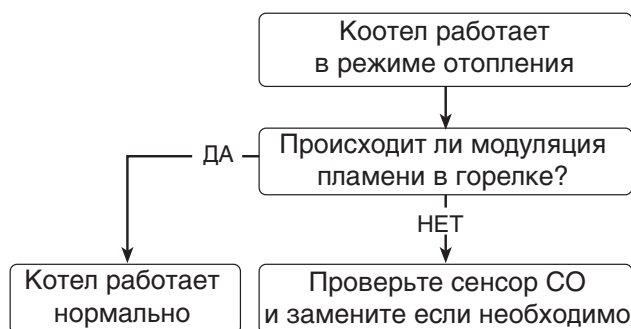 Коотел работает
в режиме отопления
Происходит ли модуляция
пламени в горелке?
ДА
НЕТ
Котел работает
нормально
Проверьте сенсор СО
и замените если необходимо